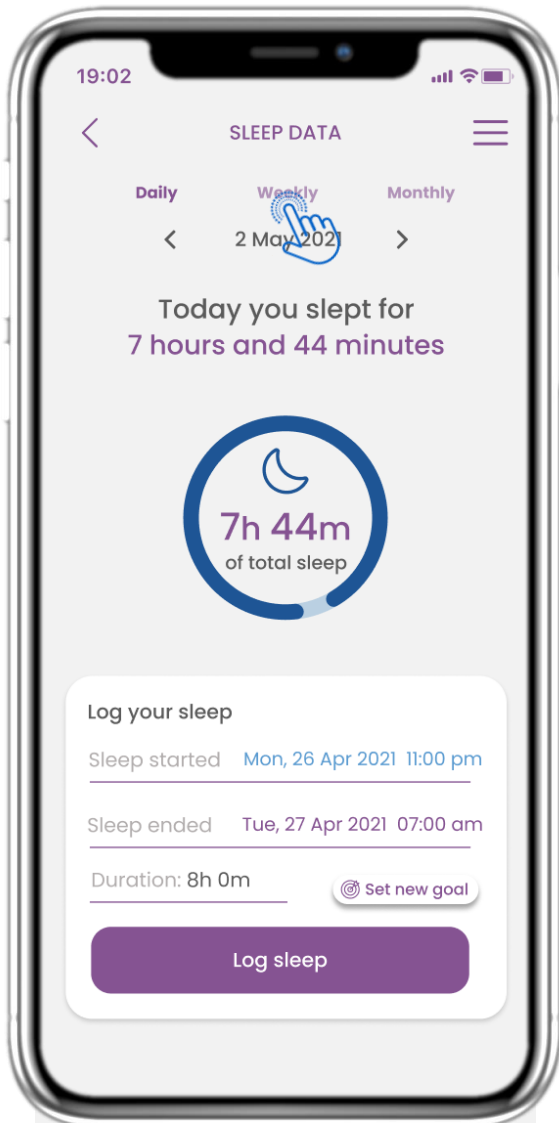 19:02
SLEEP DATA
Daily Weekly Monthly
2 May 2021
Today you slept for
7 hours and 44 minutes
7h 44m
of total sleep
Log your sleep
Sleep started Mon, 26 Apr 2021 11:00 pm
Sleep ended Tue, 27 Apr 2021 07:00 am
Duration: 8h 0m
Set new goal
Log sleep